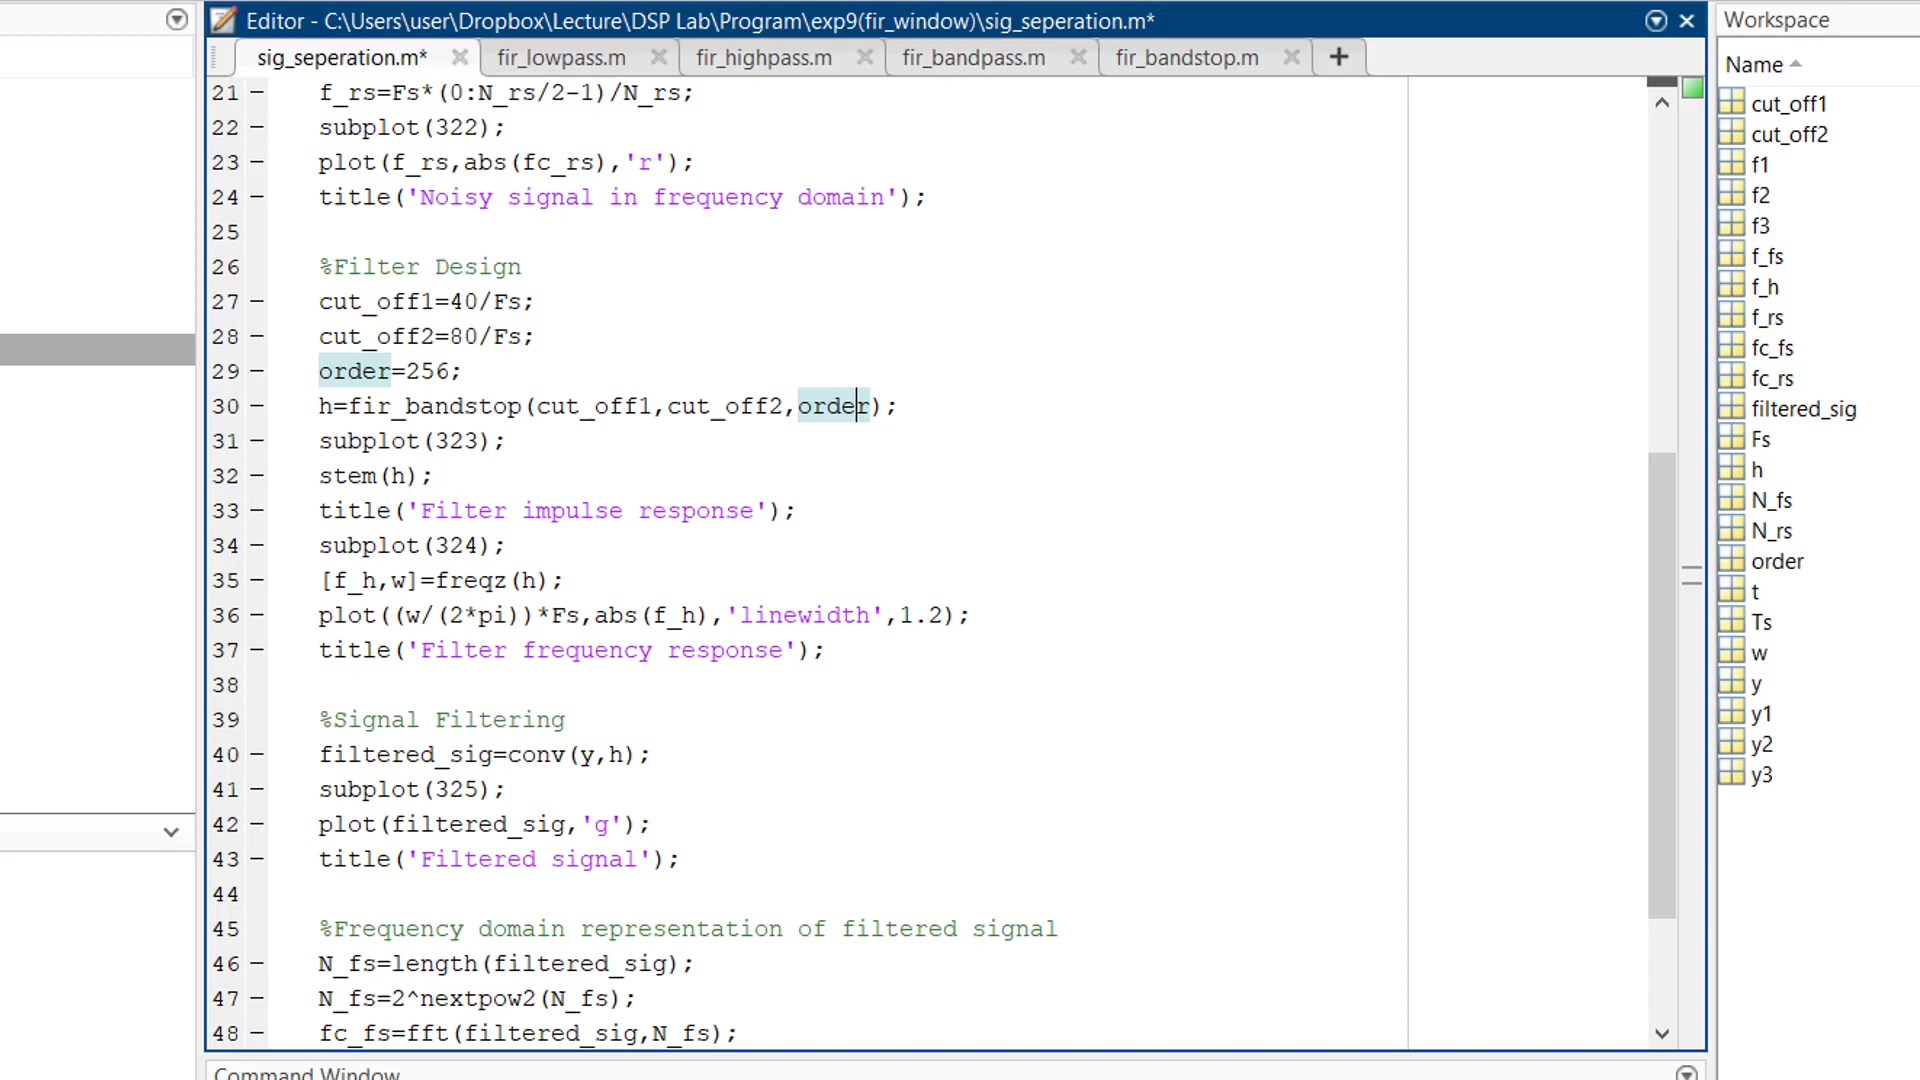 Editor - C:\Users\user\Dropbox\Lecture\DSP Lab\Program\exp9(fir_window)\sig_seperation.m*
sig_seperation.m* fir_lowpass.m fir_highpass.m fir_bandpass.m fir_bandstop.m +
21 - f_rs=Fs*(0:N_rs/2-1)/N_rs;
22 - subplot(322);
23 - plot(f_rs,abs(fc_rs),'r');
24 - title('Noisy signal in frequency domain');
25
26 %Filter Design
27 - cut_off1=40/Fs;
28 - cut_off2=80/Fs;
29 - order=256;
30 - h=fir_bandstop(cut_off1,cut_off2,order);
31 - subplot(323);
32 - stem(h);
33 - title('Filter impulse response');
34 - subplot(324);
35 - [f_h,w]=freqz(h);
36 - plot((w/(2*pi))*Fs,abs(f_h),'linewidth',1.2);
37 - title('Filter frequency response');
38
39 %Signal Filtering
40 - filtered_sig=conv(y,h);
41 - subplot(325);
42 - plot(filtered_sig,'g');
43 - title('Filtered signal');
44
45 %Frequency domain representation of filtered signal
46 - N_fs=length(filtered_sig);
47 - N_fs=2^nextpow2(N_fs);
48 - fc_fs=fft(filtered_sig,N_fs);
Command Window
Workspace
Name
cut_off1
cut_off2
f1
f2
f3
f_fs
f_h
f_rs
fc_fs
fc_rs
filtered_sig
Fs
h
N_fs
N_rs
order
t
Ts
w
y
y1
y2
y3